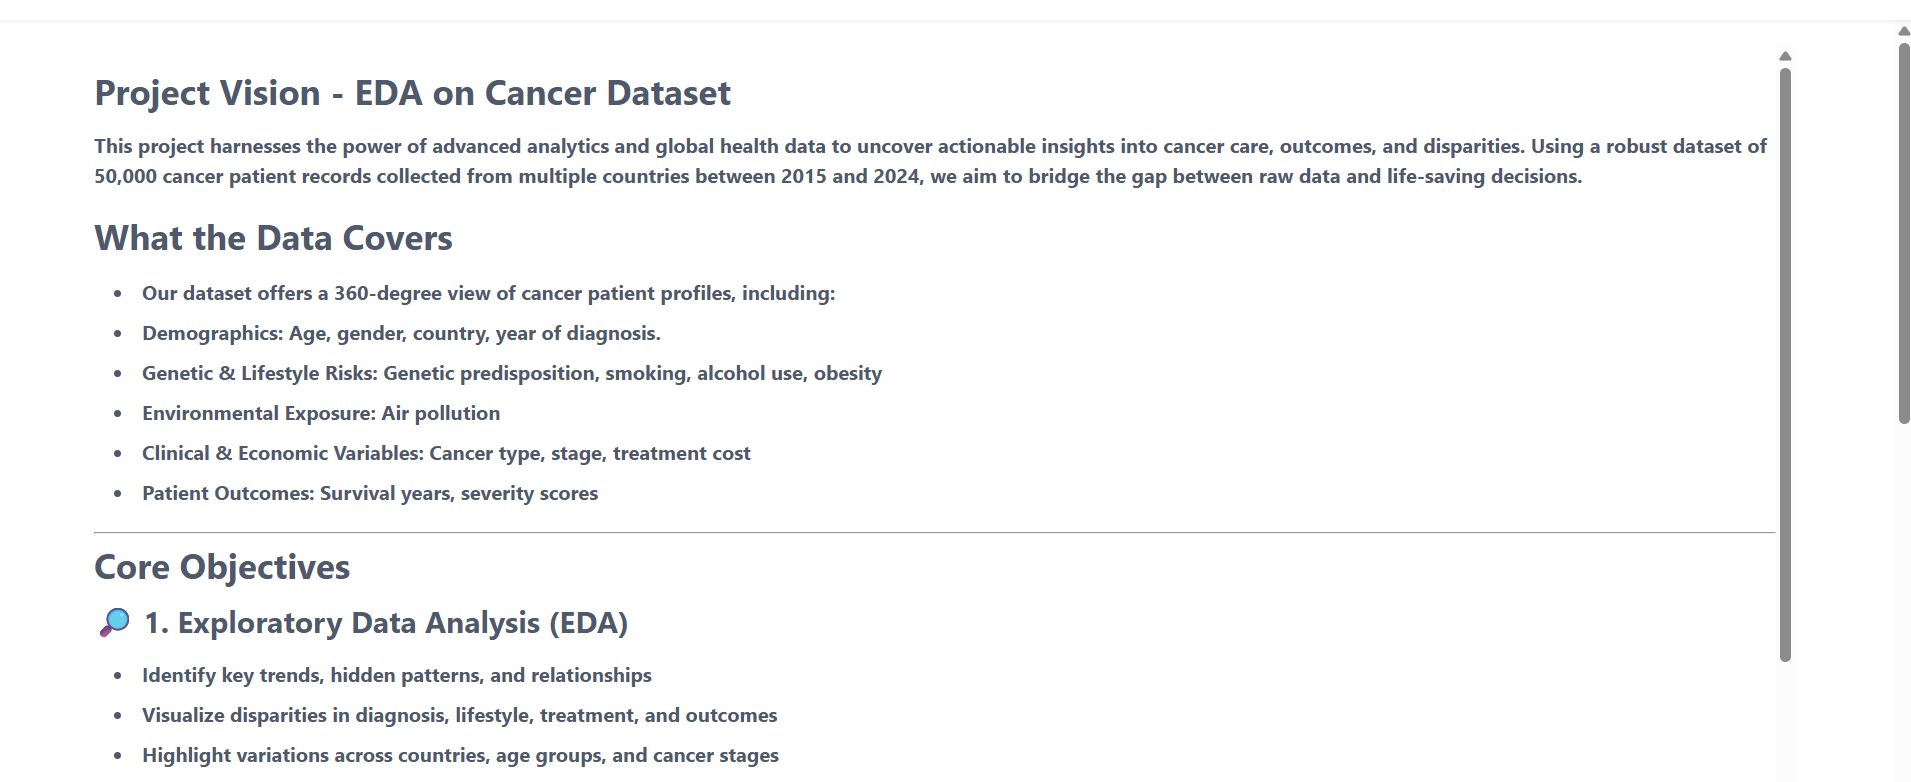 Project Vision - EDA on Cancer Dataset
This project harnesses the power of advanced analytics and global health data to uncover actionable insights into cancer care, outcomes, and disparities. Using a robust dataset of
50,000 cancer patient records collected from multiple countries between 2015 and 2024, we aim to bridge the gap between raw data and life-saving decisions.
What the Data Covers
• Our dataset offers a 360-degree view of cancer patient profiles, including:
• Demographics: Age, gender, country, year of diagnosis.
• Genetic & Lifestyle Risks: Genetic predisposition, smoking, alcohol use, obesity
• Environmental Exposure: Air pollution
• Clinical & Economic Variables: Cancer type, stage, treatment cost
• Patient Outcomes: Survival years, severity scores
Core Objectives
🔎 1. Exploratory Data Analysis (EDA)
• Identify key trends, hidden patterns, and relationships
• Visualize disparities in diagnosis, lifestyle, treatment, and outcomes
• Highlight variations across countries, age groups, and cancer stages